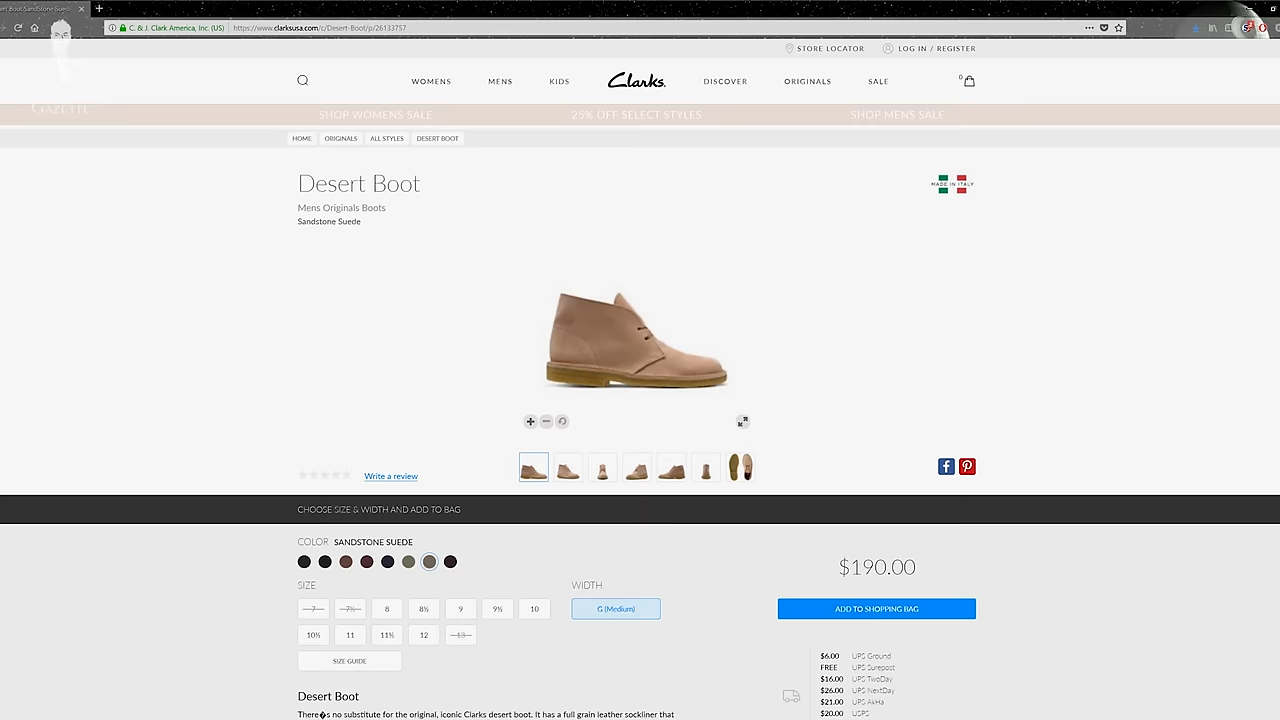 ert Boot SandStone Sued
C. & J. Clark America, Inc. (US) https://www.clarksusa.com/c/Desert-Boot/p/26133757
STORE LOCATOR LOG IN / REGISTER
WOMENS MENS KIDS Clarks. DISCOVER ORIGINALS SALE 0
GAZETTE
SHOP WOMENS SALE 25% OFF SELECT STYLES SHOP MENS SALE
HOME ORIGINALS ALL STYLES DESERT BOOT
Desert Boot
MADE IN ITALY
Mens Originals Boots
Sandstone Suede
Write a review
CHOOSE SIZE & WIDTH AND ADD TO BAG
COLOR SANDSTONE SUEDE
$190.00
SIZE WIDTH
7 7½ 8 8½ 9 9½ 10 G (Medium) ADD TO SHOPPING BAG
10½ 11 11½ 12 13
SIZE GUIDE
$6.00 UPS Ground
FREE UPS Surepost
$16.00 UPS TwoDay
$26.00 UPS NextDay
$21.00 UPS AkHa
$20.00 USPS
Desert Boot
There�s no substitute for the original, iconic Clarks desert boot. It has a full grain leather sockliner that